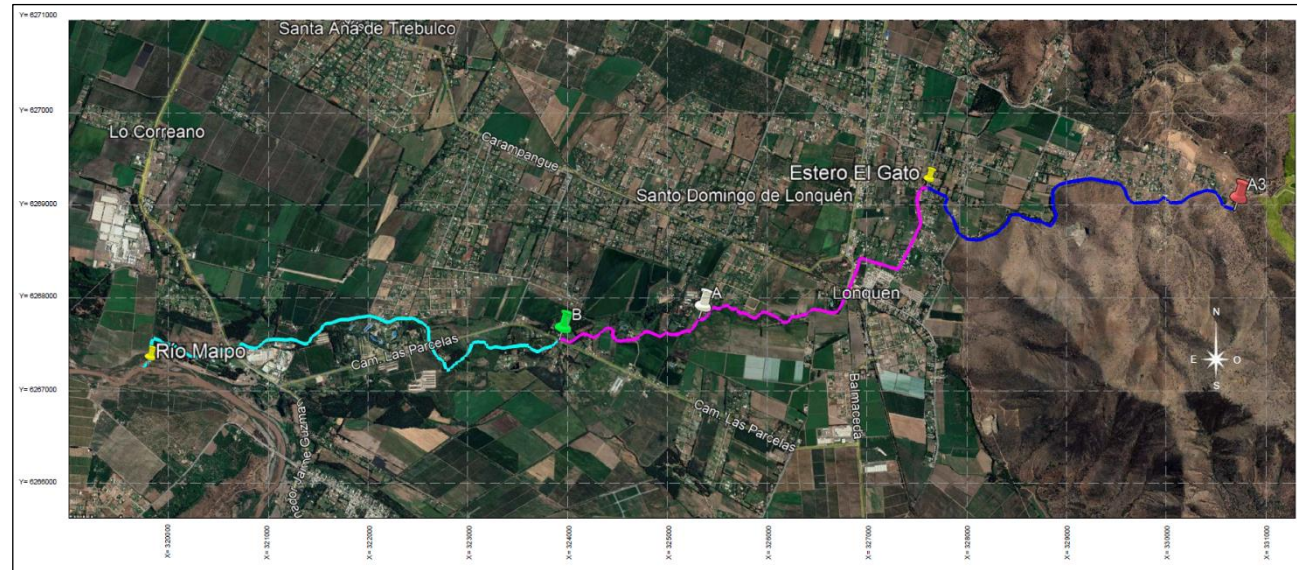 Y= 6271000
Santa Ana de Trebulco
Y= 627000
Lo Correano
Carampangue
Estero El Gato
A3
Santo Domingo de Lonquén
Y= 6269000
Y= 6268000
A
Lonquén
B
N
Río Maipo
Cam. Las Parcelas
E
O
S
Y= 6267000
Balmaceda
Cam. Las Parcelas
Y= 6266000
X= 320000
X= 321000
X= 322000
X= 323000
X= 324000
X= 325000
X= 326000
X= 327000
X= 328000
X= 329000
X= 330000
X= 331000